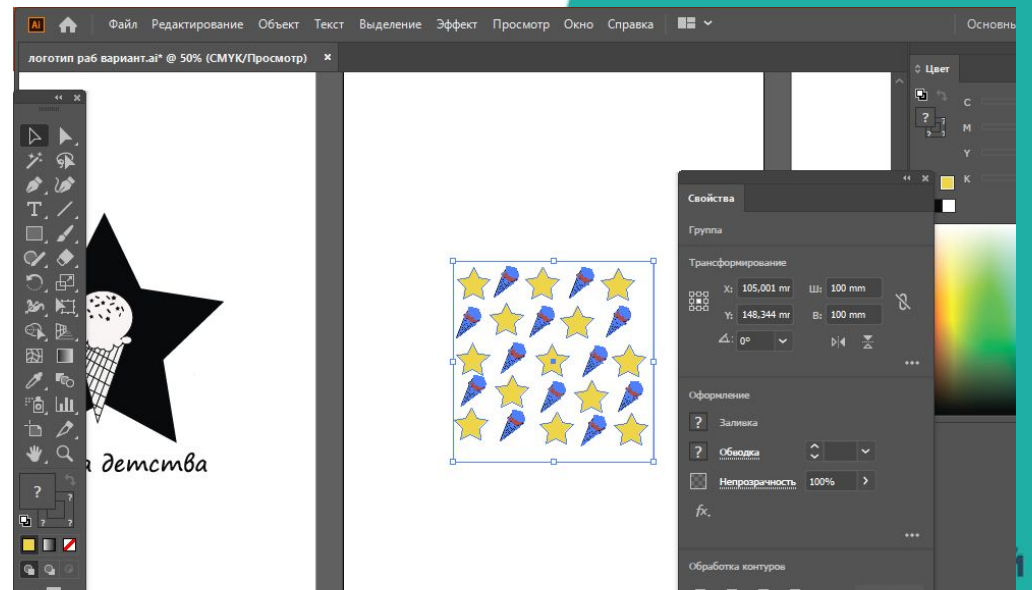 Ai Файл Редактирование Объект Текст Выделение Эффект Просмотр Окно Справка
логотип раб вариант.ai* @ 50% (CMYK/Просмотр) ×
Цвет
C
M
Y
K
Свойства
Группа
Трансформирование
X: 105,001 mr Ш: 100 mm
Y: 148,344 mr В: 100 mm
0°
Оформление
? Заливка
? Обводка
Непрозрачность 100%
fx.
Обработка контуров
детства